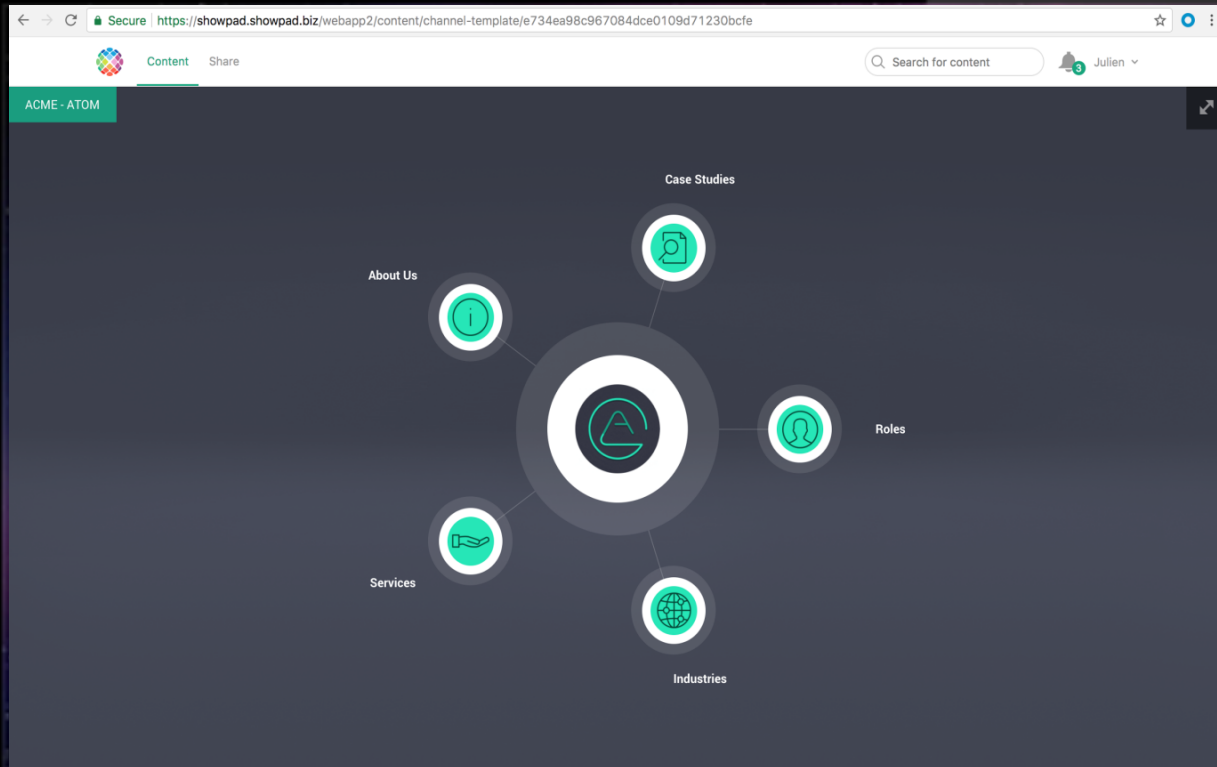 Secure https://showpad.showpad.biz/webapp2/content/channel-template/e734ea98c967084dce0109d71230bcfe
Content Share Search for content 3 Julien
ACME - ATOM
Case Studies
About Us
Roles
Services
Industries